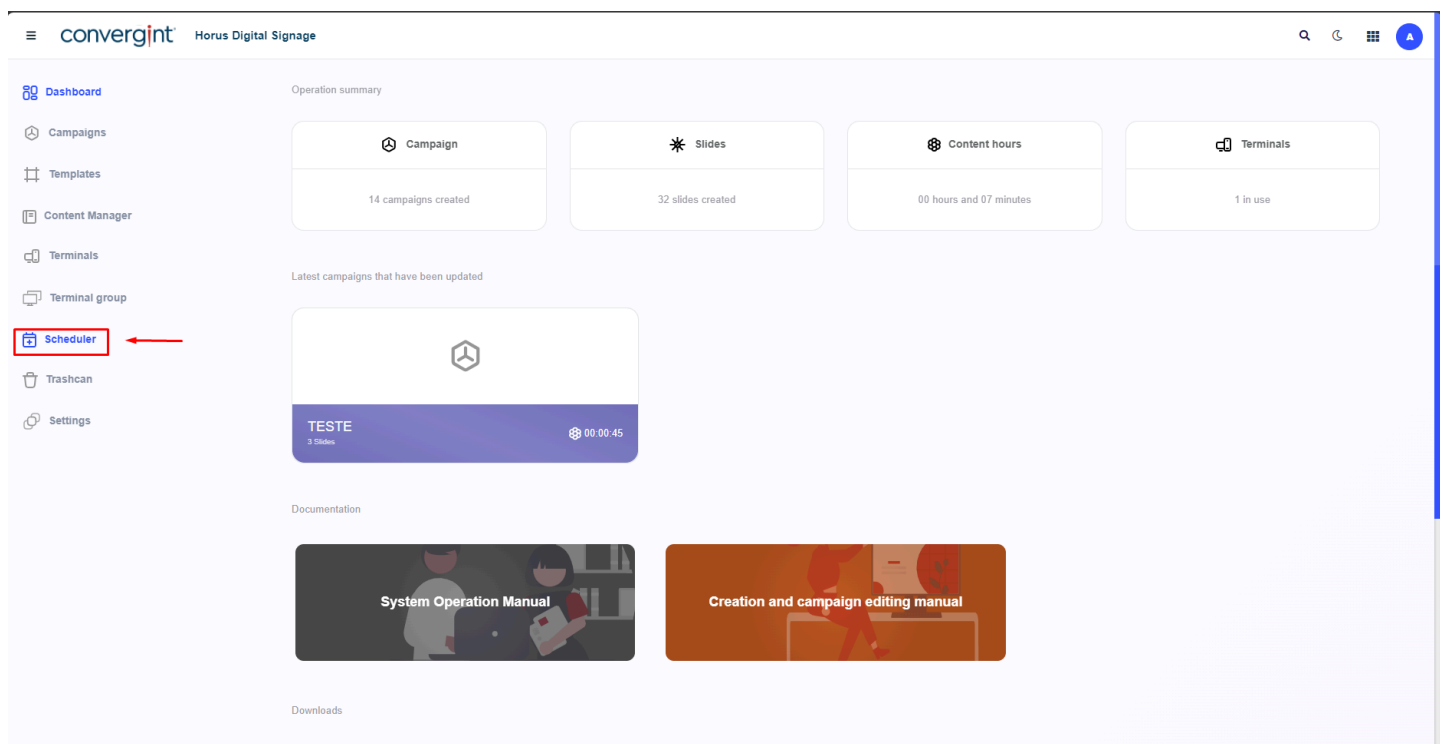 convergint Horus Digital Signage
A
Dashboard
Campaigns
Templates
Content Manager
Terminals
Terminal group
Scheduler
Trashcan
Settings
Operation summary
Campaign
14 campaigns created
Slides
32 slides created
Content hours
00 hours and 07 minutes
Terminals
1 in use
Latest campaigns that have been updated
TESTE
3 Slides
00:00:45
Documentation
System Operation Manual
Creation and campaign editing manual
Downloads